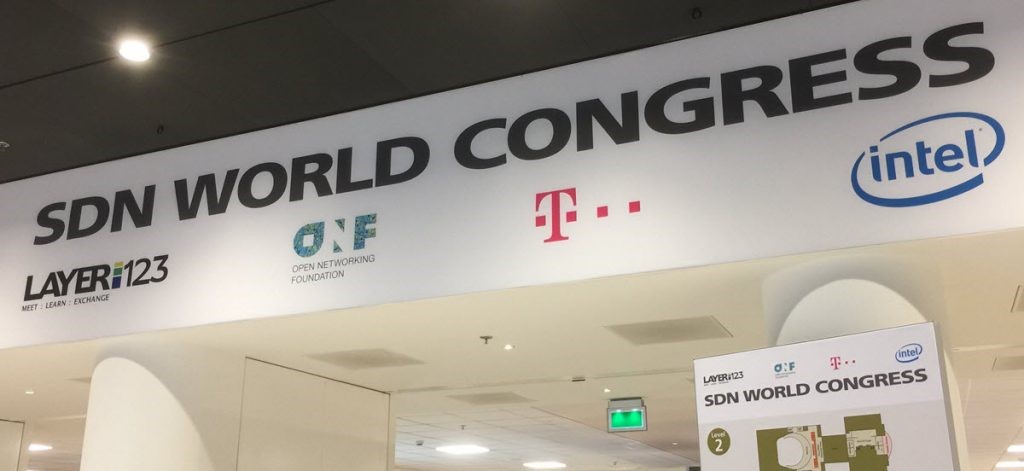 SDN WORLD CONGRESS
LAYER123
MEET : LEARN : EXCHANGE
ONF
OPEN NETWORKING
FOUNDATION
T
intel
LAYER123
ONF
T
intel
SDN WORLD CONGRESS
Level
2